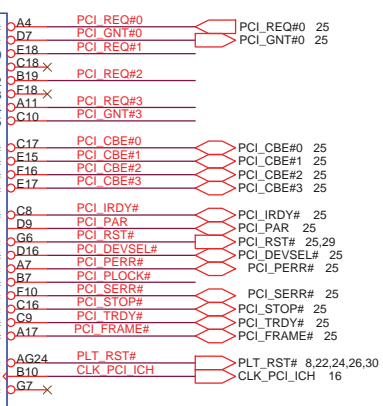 A4 PCI_REQ#0 PCI_REQ#0 25
D7 PCI_GNT#0 PCI_GNT#0 25
E18 PCI_REQ#1
C18
B19 PCI_REQ#2
F18
A11 PCI_REQ#3
C10 PCI_GNT#3
C17 PCI_CBE#0 PCI_CBE#0 25
E15 PCI_CBE#1 PCI_CBE#1 25
F16 PCI_CBE#2 PCI_CBE#2 25
E17 PCI_CBE#3 PCI_CBE#3 25
C8 PCI_IRDY# PCI_IRDY# 25
D9 PCI_PAR PCI_PAR 25
G6 PCI_RST# PCI_RST# 25,29
D16 PCI_DEVSEL# PCI_DEVSEL# 25
A7 PCI_PERR# PCI_PERR# 25
B7 PCI_PLOCK#
F10 PCI_SERR# PCI_SERR# 25
C16 PCI_STOP# PCI_STOP# 25
C9 PCI_TRDY# PCI_TRDY# 25
A17 PCI_FRAME# PCI_FRAME# 25
AG24 PLT_RST# PLT_RST# 8,22,24,26,30
B10 CLK_PCI_ICH CLK_PCI_ICH 16
G7